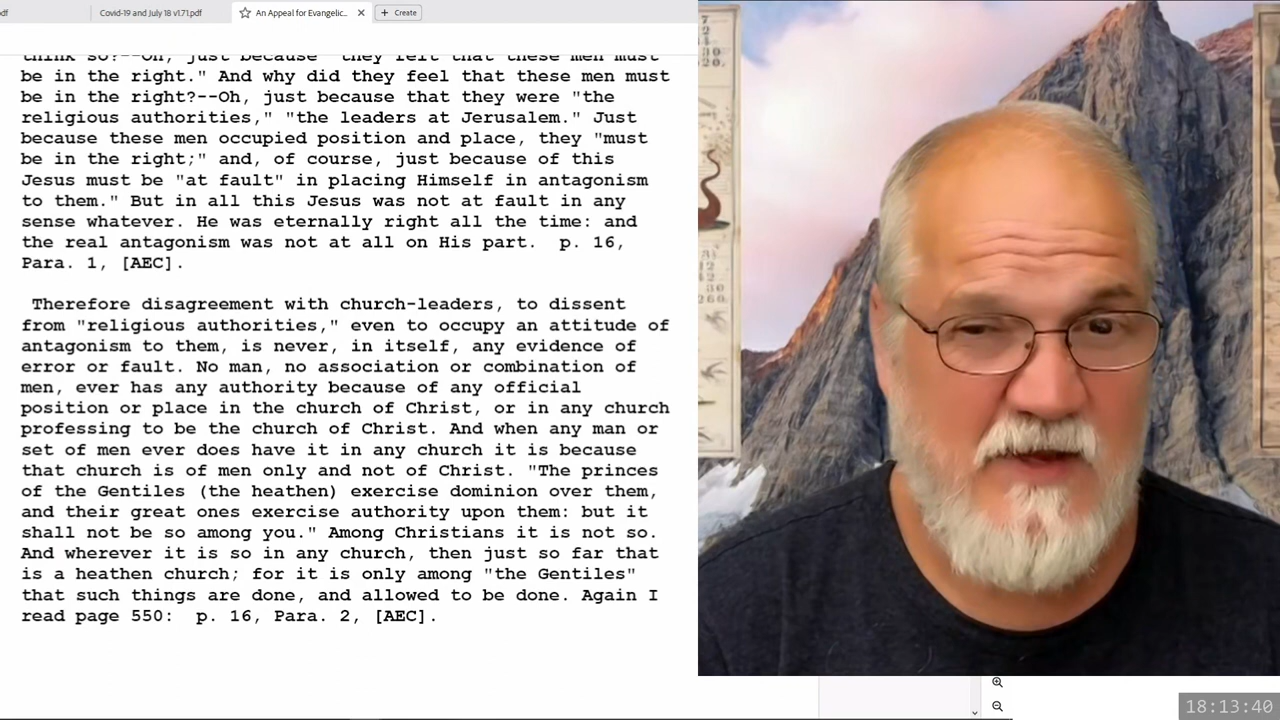 df
Covid-19 and July 18 v1.71.pdf
An Appeal for Evangelic...
Create
think so?--Oh, just because "they felt that these men must
be in the right." And why did they feel that these men must
be in the right?--Oh, just because that they were "the
religious authorities," "the leaders at Jerusalem." Just
because these men occupied position and place, they "must
be in the right;" and, of course, just because of this
Jesus must be "at fault" in placing Himself in antagonism
to them." But in all this Jesus was not at fault in any
sense whatever. He was eternally right all the time: and
the real antagonism was not at all on His part. p. 16,
Para. 1, [AEC].
Therefore disagreement with church-leaders, to dissent
from "religious authorities," even to occupy an attitude of
antagonism to them, is never, in itself, any evidence of
error or fault. No man, no association or combination of
men, ever has any authority because of any official
position or place in the church of Christ, or in any church
professing to be the church of Christ. And when any man or
set of men ever does have it in any church it is because
that church is of men only and not of Christ. "The princes
of the Gentiles (the heathen) exercise dominion over them,
and their great ones exercise authority upon them: but it
shall not be so among you." Among Christians it is not so.
And wherever it is so in any church, then just so far that
is a heathen church; for it is only among "the Gentiles"
that such things are done, and allowed to be done. Again I
read page 550: p. 16, Para. 2, [AEC].
18:13:40